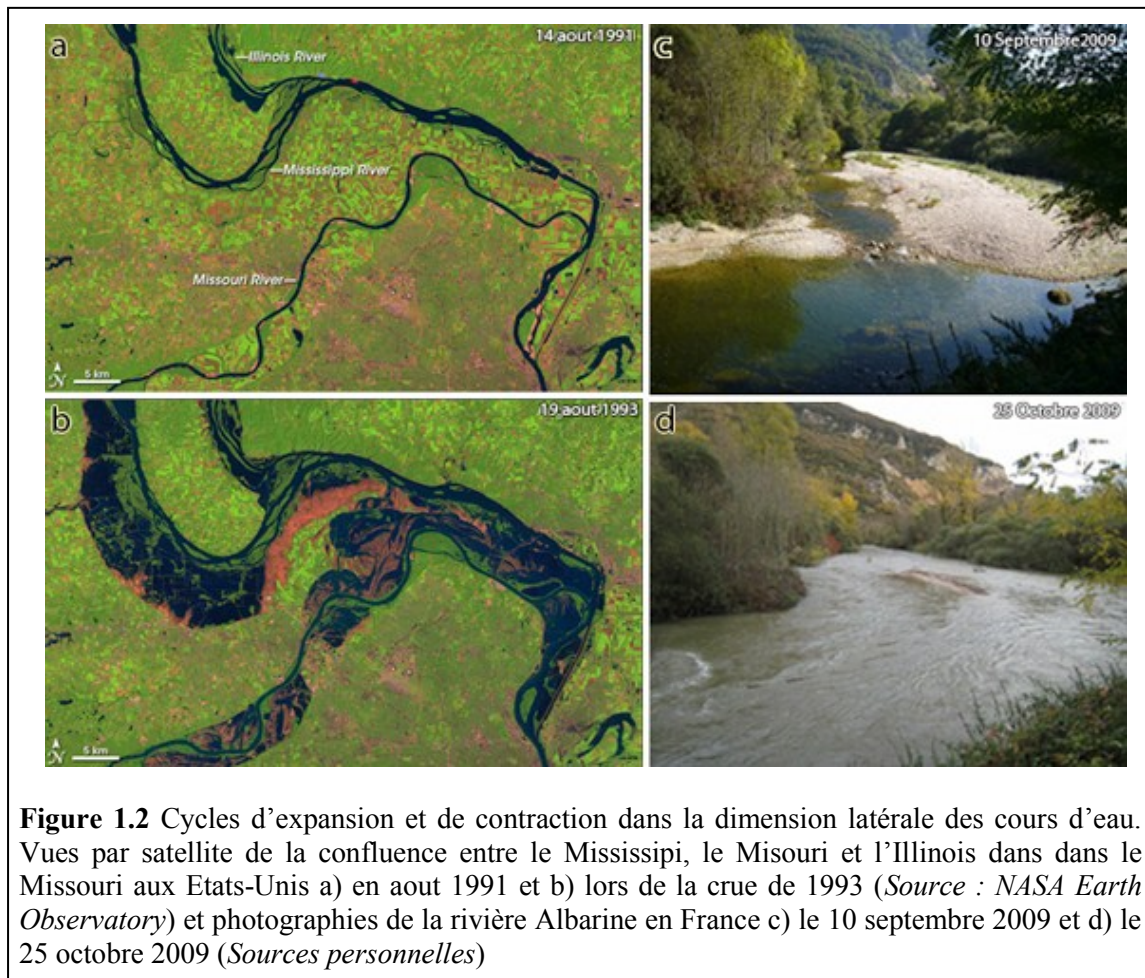 a
14 aout 1991
Illinois River
Mississippi River
Missouri River
N
5 km
b
19 aout 1993
N
5 km
c
10 Septembre 2009
d
25 Octobre 2009
Figure 1.2 Cycles d’expansion et de contraction dans la dimension latérale des cours d’eau.
Vues par satellite de la confluence entre le Mississipi, le Misouri et l’Illinois dans dans le
Missouri aux Etats-Unis a) en aout 1991 et b) lors de la crue de 1993 (Source : NASA Earth
Observatory) et photographies de la rivière Albarine en France c) le 10 septembre 2009 et d) le
25 octobre 2009 (Sources personnelles)